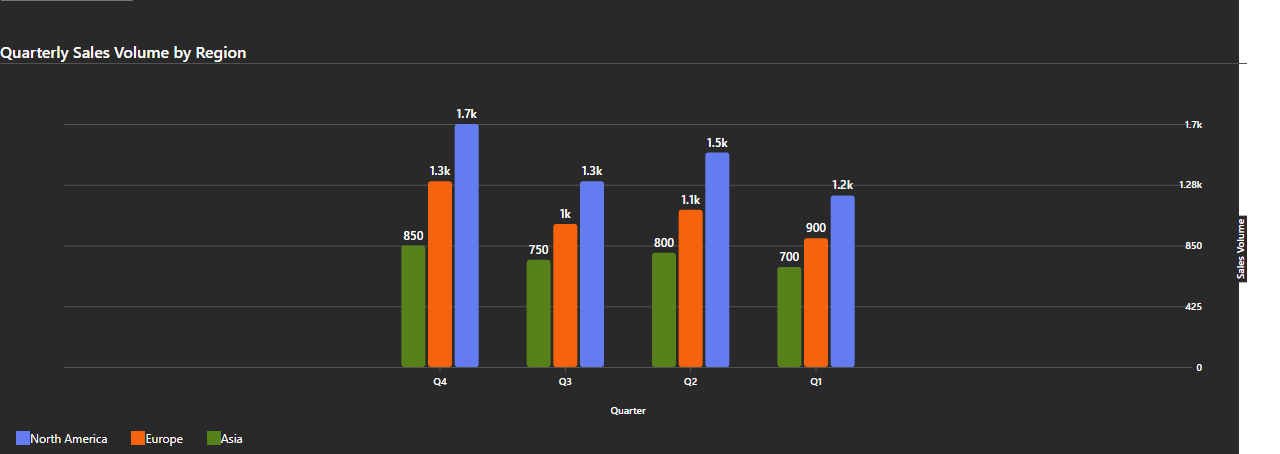 Quarterly Sales Volume by Region
1.7k
1.3k
1.3k
1.5k
1.1k
1.2k
1k
850
750
800
700
900
1.7k
1.28k
850
425
0
Sales Volume
Q4
Q3
Q2
Q1
Quarter
North America
Europe
Asia